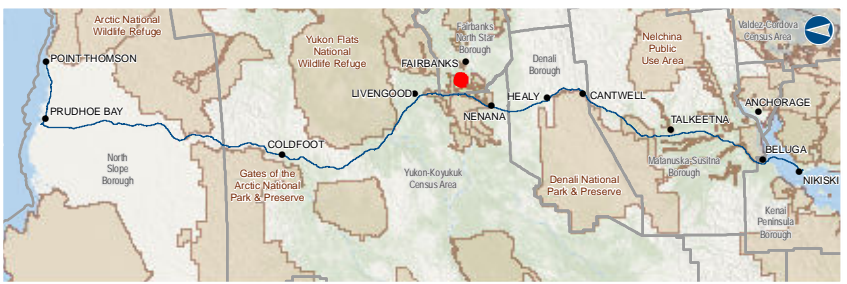 Arctic National
Wildlife Refuge
POINT THOMSON
PRUDHOE BAY
North
Slope
Borough
COLDFOOT
Gates of the
Arctic National
Park & Preserve
Yukon Flats
National
Wildlife Refuge
LIVENGOOD
Yukon-Koyukuk
Census Area
Fairbanks
North Star
Borough
FAIRBANKS
NENANA
Denali
Borough
HEALY
CANTWELL
Denali National
Park & Preserve
Nelchina
Public
Use Area
TALKEETNA
Matanuska-Susitna
Borough
Valdez-Cordova
Census Area
ANCHORAGE
BELUGA
NIKISKI
Kenai
Peninsula
Borough